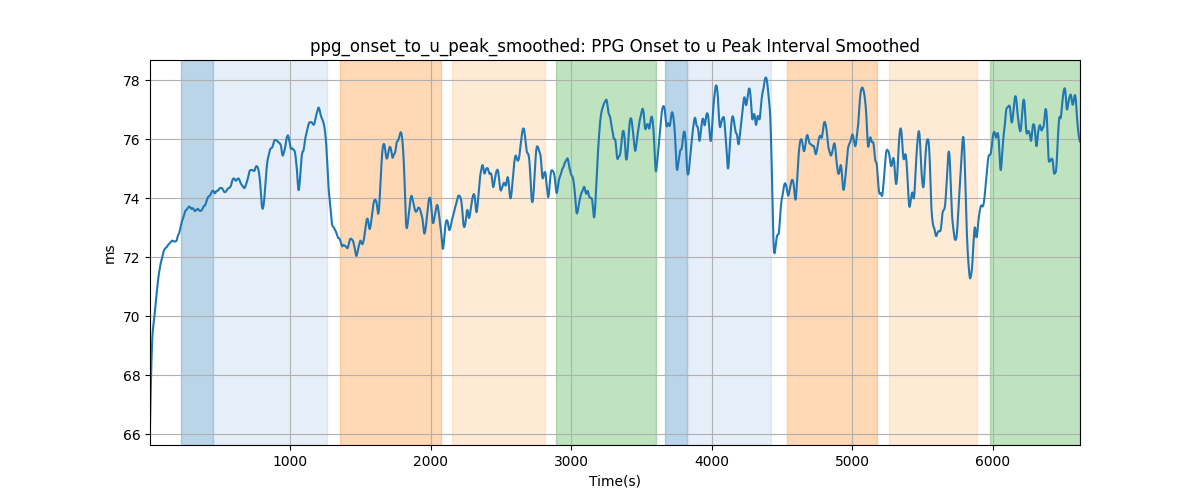 ppg_onset_to_u_peak_smoothed: PPG Onset to u Peak Interval Smoothed
78
76
74
72
70
68
66
ms
1000 2000 3000 4000 5000 6000
Time(s)